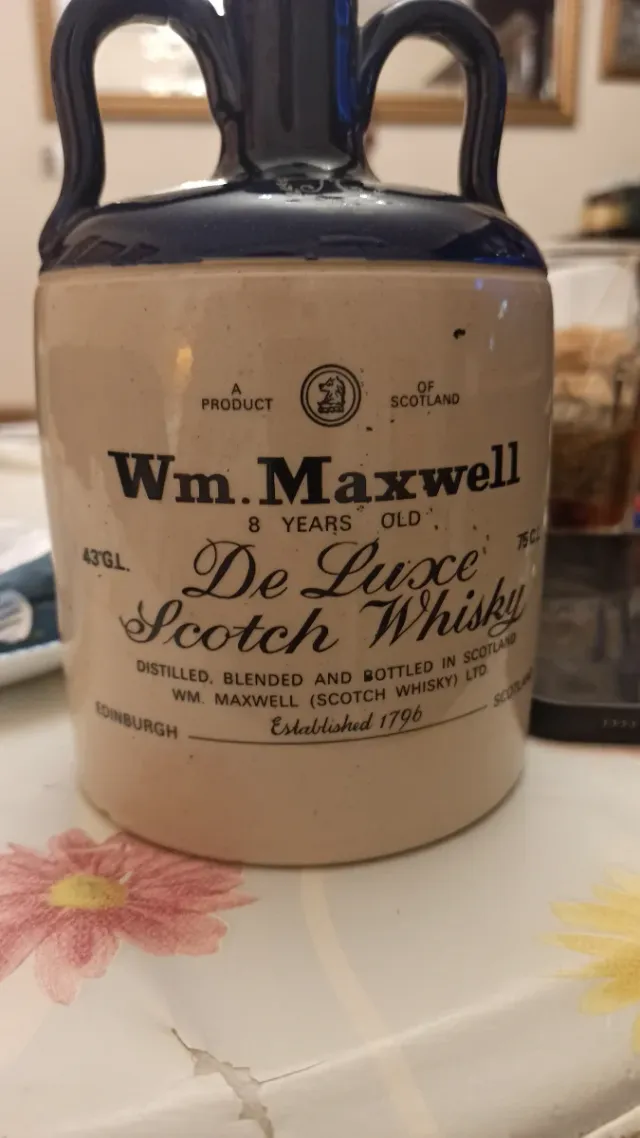 A PRODUCT OF SCOTLAND
Wm. Maxwell
8 YEARS OLD
43°G.L. 75 C.L.
De Luxe
Scotch Whisky
DISTILLED, BLENDED AND BOTTLED IN SCOTLAND
WM. MAXWELL (SCOTCH WHISKY) LTD.
EDINBURGH Established 1796 SCOTLAND